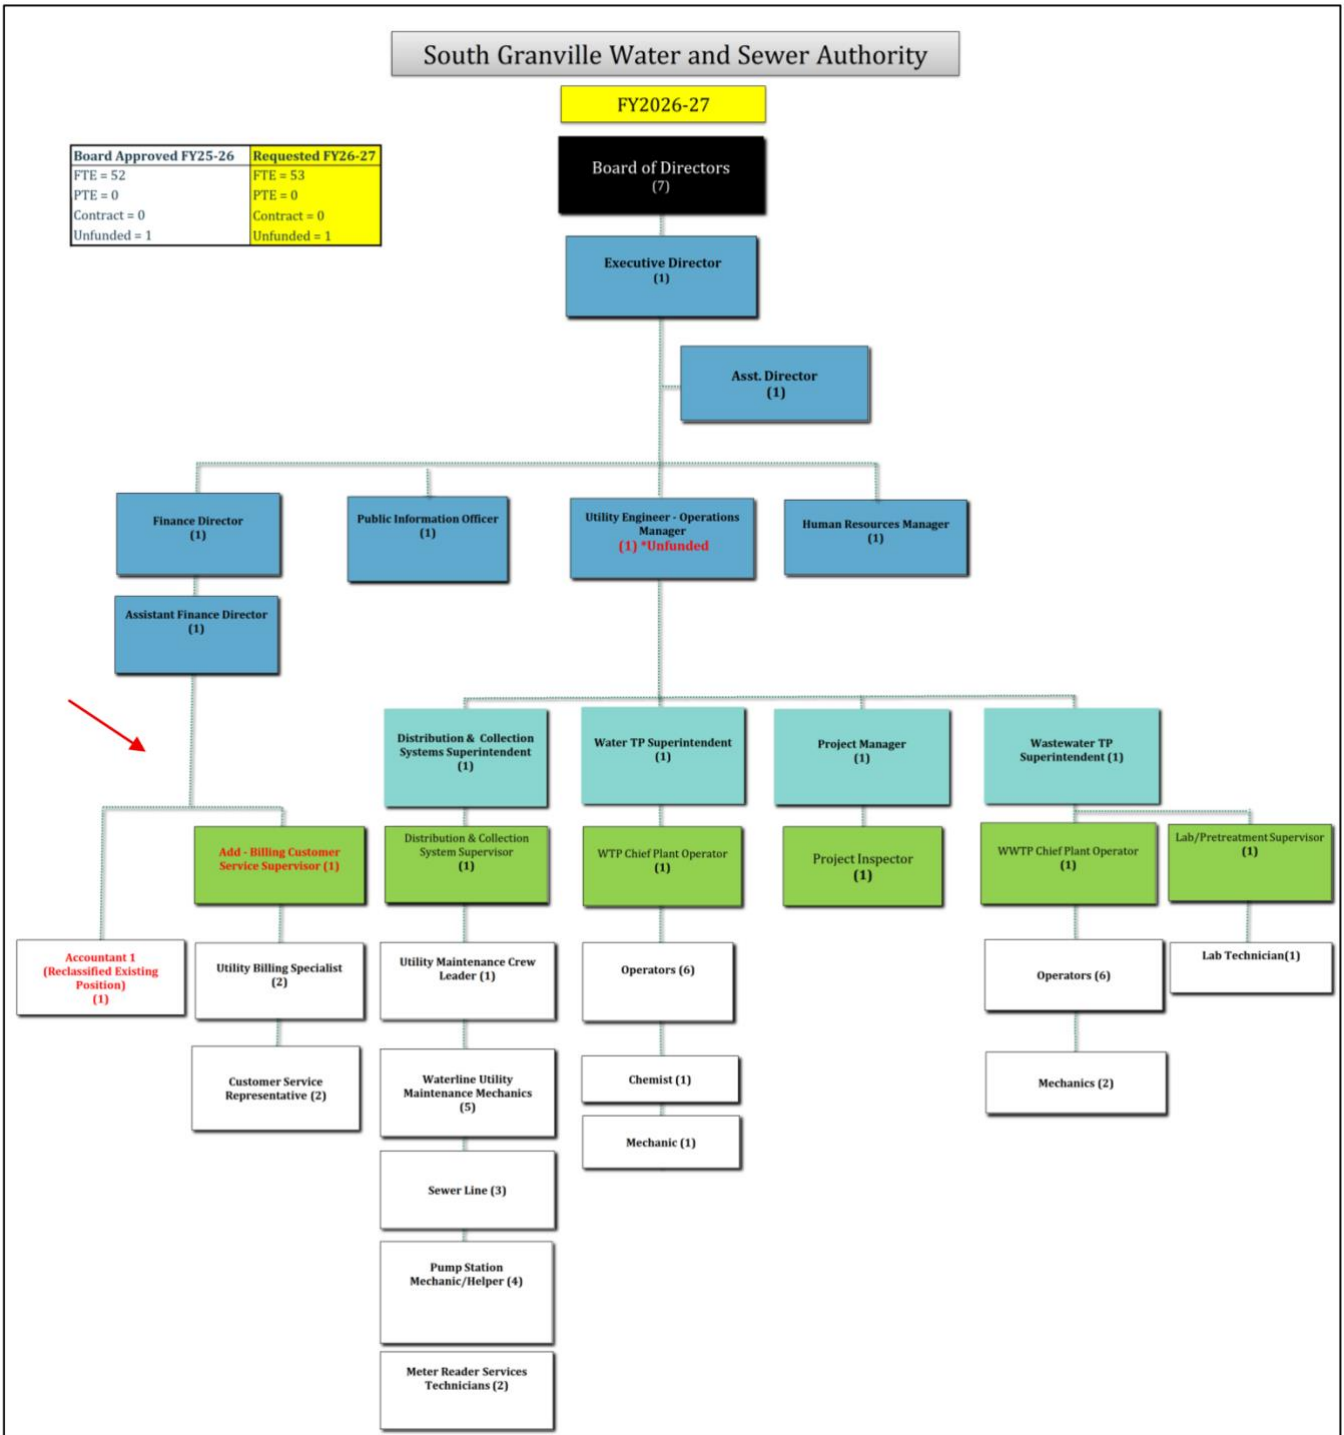 South Granville Water and Sewer Authority
FY2026-27
Board Approved FY25-26 Requested FY26-27
FTE = 52 FTE = 53
PTE = 0 PTE = 0
Contract = 0 Contract = 0
Unfunded = 1 Unfunded = 1
Board of Directors
(7)
Executive Director
(1)
Asst. Director
(1)
Finance Director
(1)
Public Information Officer
(1)
Utility Engineer - Operations
Manager
(1) *Unfunded
Human Resources Manager
(1)
Assistant Finance Director
(1)
Distribution & Collection
Systems Superintendent
(1)
Water TP Superintendent
(1)
Project Manager
(1)
Wastewater TP
Superintendent (1)
Add - Billing Customer
Service Supervisor (1)
Distribution & Collection
System Supervisor
(1)
WTP Chief Plant Operator
(1)
Project Inspector
(1)
WWTP Chief Plant Operator
(1)
Lab/Pretreatment Supervisor
(1)
Accountant 1
(Reclassified Existing
Position)
(1)
Utility Billing Specialist
(2)
Utility Maintenance Crew
Leader (1)
Operators (6)
Operators (6)
Lab Technician(1)
Customer Service
Representative (2)
Waterline Utility
Maintenance Mechanics
(5)
Chemist (1)
Mechanics (2)
Mechanic (1)
Sewer Line (3)
Pump Station
Mechanic/Helper (4)
Meter Reader Services
Technicians (2)